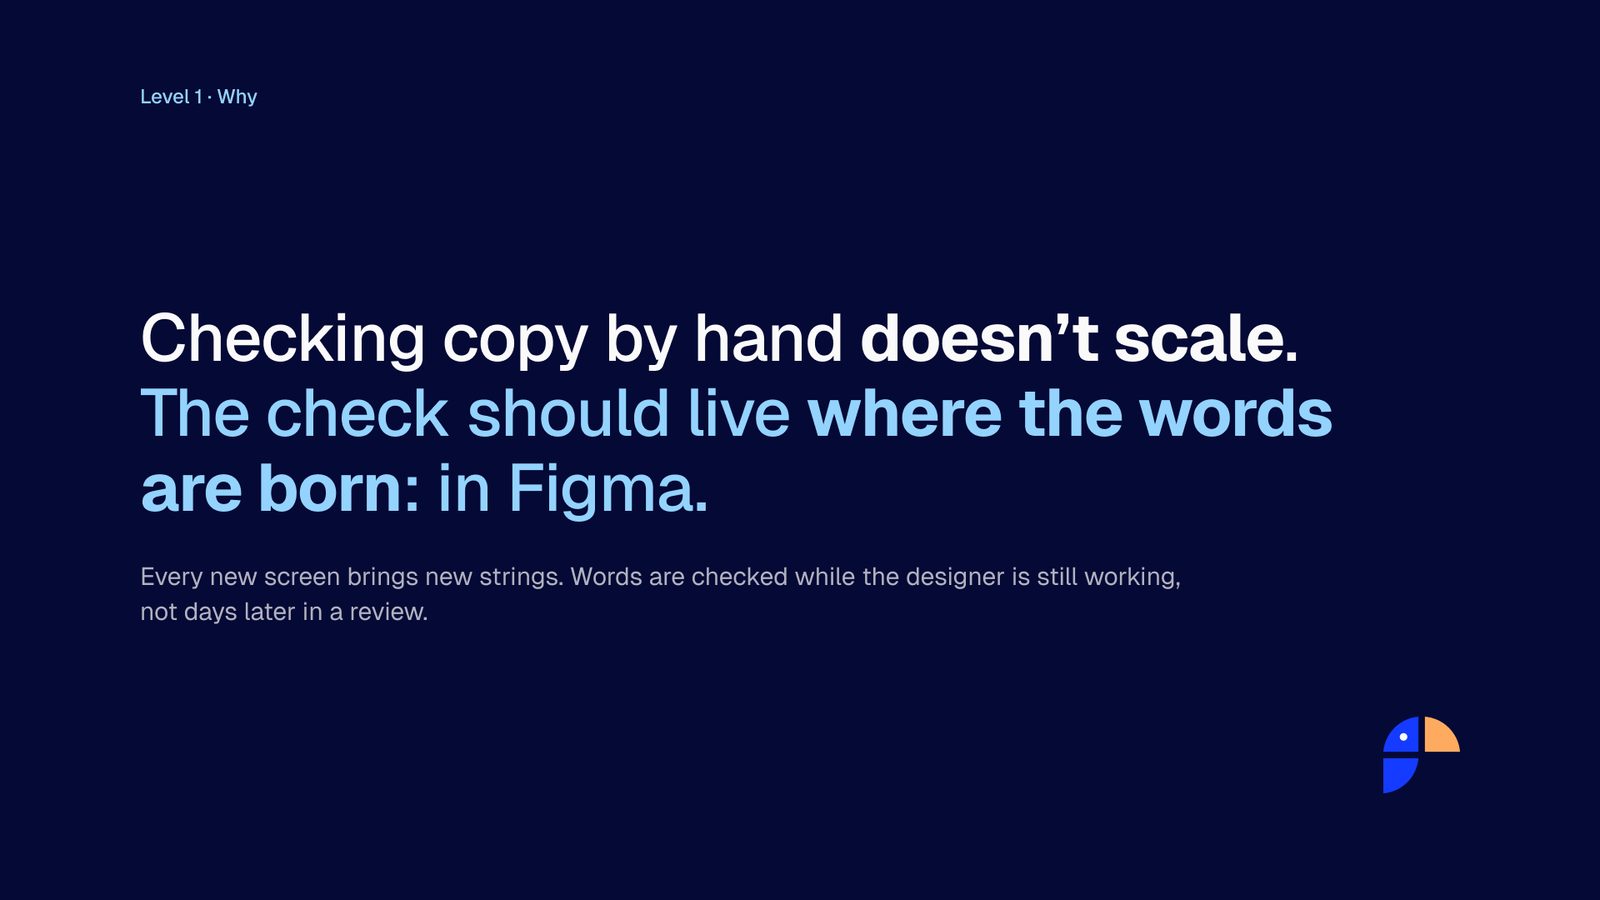 Level 1 · Why
Checking copy by hand doesn’t scale.
The check should live where the words
are born: in Figma.
Every new screen brings new strings. Words are checked while the designer is still working,
not days later in a review.